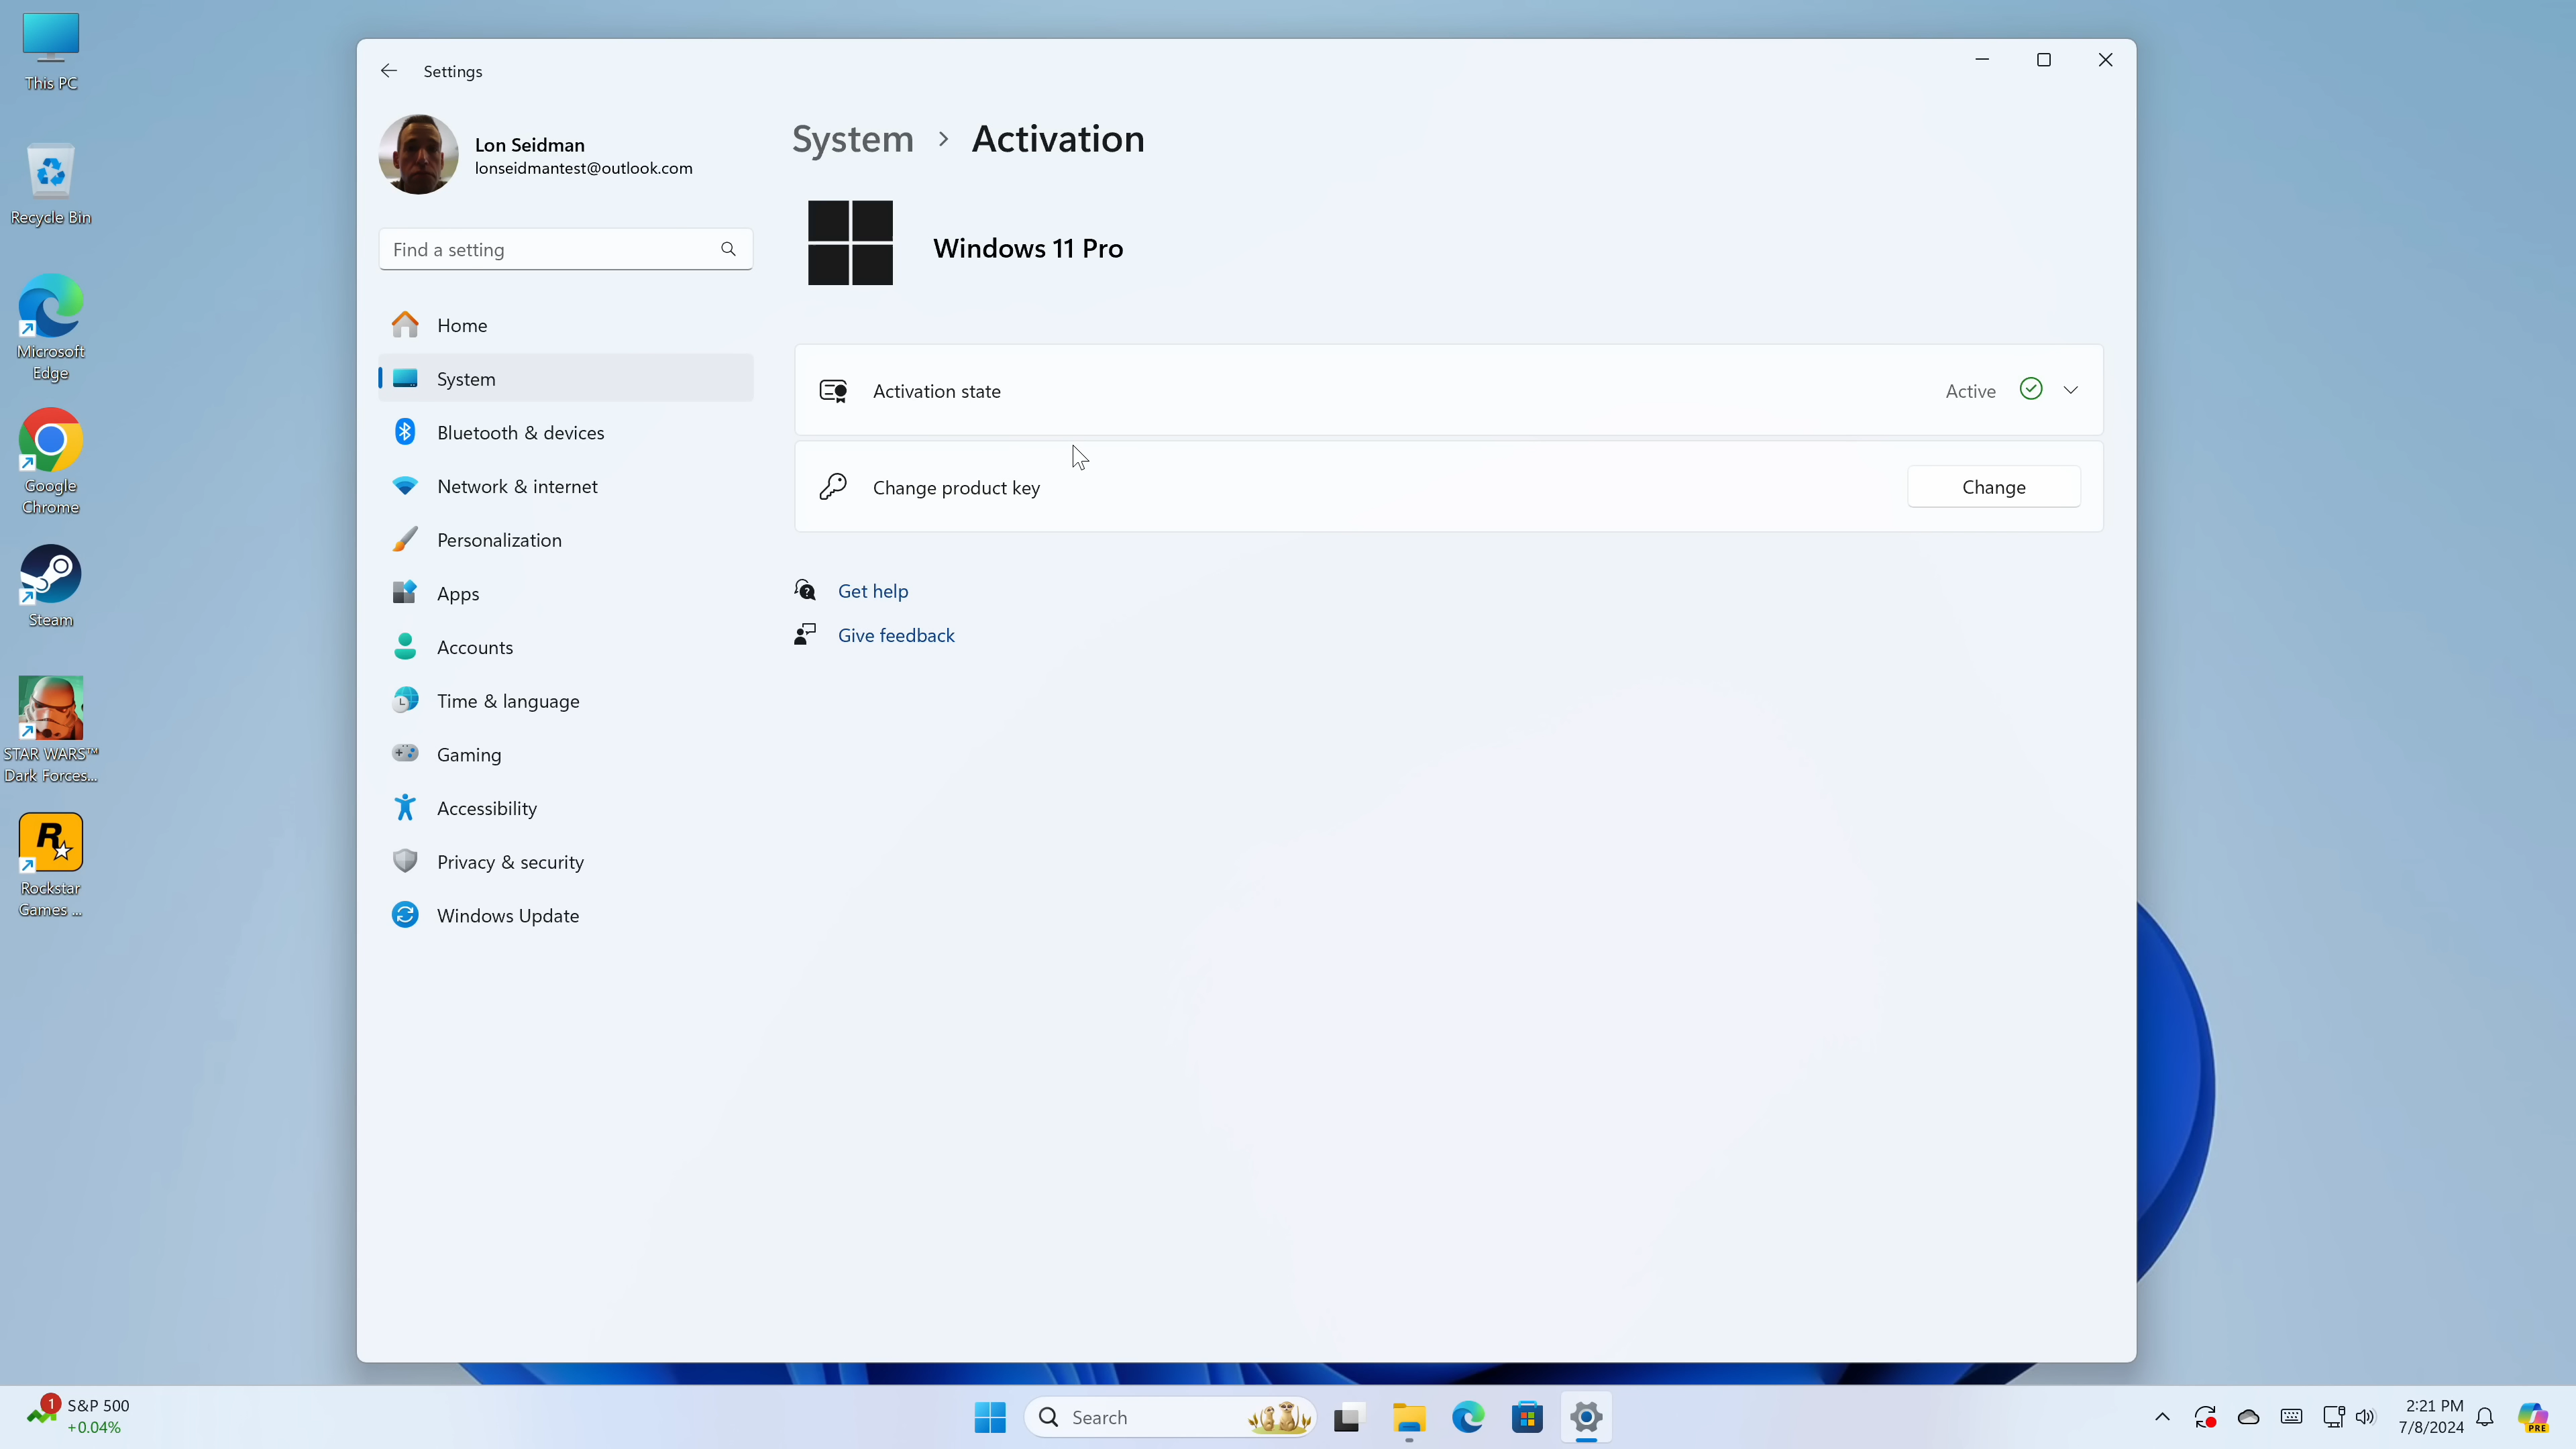 This PC
Recycle Bin
Microsoft
Edge
Google
Chrome
Steam
STAR WARS™
Dark Forces...
Rockstar
Games ...
Settings
Lon Seidman
lonseidmantest@outlook.com
Find a setting
Home
System
Bluetooth & devices
Network & internet
Personalization
Apps
Accounts
Time & language
Gaming
Accessibility
Privacy & security
Windows Update
System > Activation
Windows 11 Pro
Activation state Active
Change product key Change
Get help
Give feedback
1 S&P 500
+0.04%
Search
2:21 PM
7/8/2024
PRE